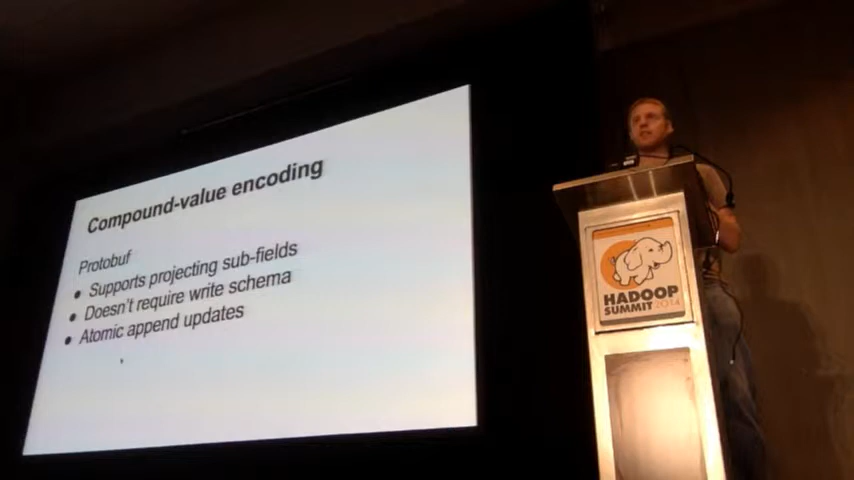 Compound-value encoding
Protobuf
● Supports projecting sub-fields
● Doesn't require write schema
● Atomic append updates
HADOOP
SUMMIT 2014